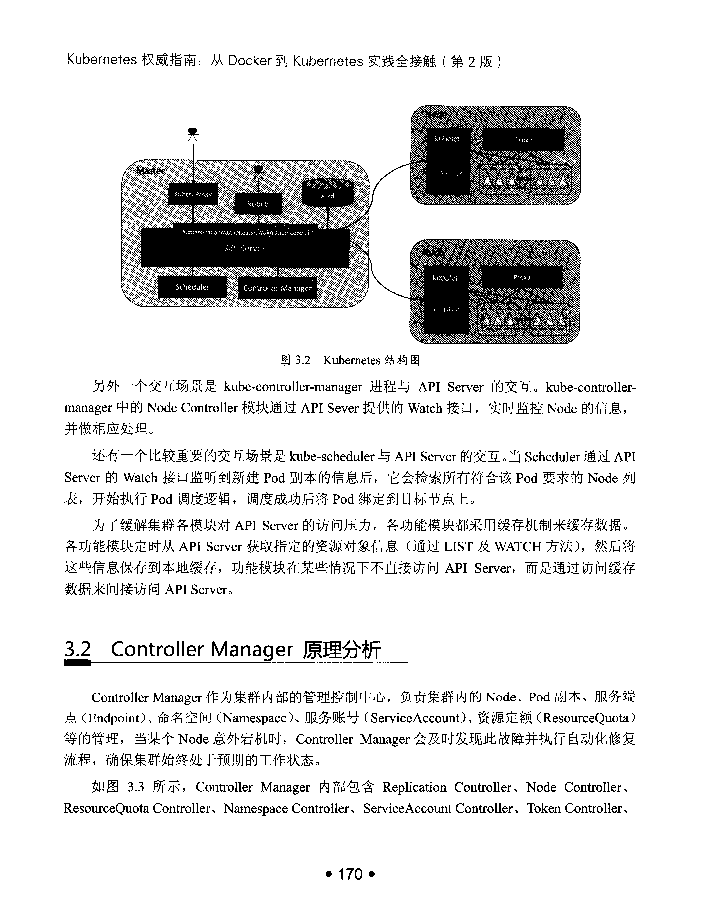 Kubernetes 权威指南：从 Docker 到 Kubernetes 实践全接触（第 2 版）
Master
API Server
Scheduler
Controller Manager
Kubelet
Proxy
图 3.2 Kubernetes 结构图
另外一个交互场景是 kube-controller-manager 进程与 API Server 的交互。kube-controller-
manager 中的 Node Controller 模块通过 API Sever 提供的 Watch 接口，实时监控 Node 的信息，
并做相应处理。
还有一个比较重要的交互场景是 kube-scheduler 与 API Server 的交互。当 Scheduler 通过 API
Server 的 Watch 接口监听到新建 Pod 副本的信息后，它会检索所有符合该 Pod 要求的 Node 列
表，开始执行 Pod 调度逻辑，调度成功后将 Pod 绑定到目标节点上。
为了缓解集群各模块对 API Server 的访问压力，各功能模块都采用缓存机制来缓存数据。
各功能模块定时从 API Server 获取指定的资源对象信息（通过 LIST 及 WATCH 方法），然后将
这些信息保存到本地缓存，功能模块在某些情况下不直接访问 API Server，而是通过访问缓存
数据来间接访问 API Server。
3.2 Controller Manager 原理分析
Controller Manager 作为集群内部的管理控制中心，负责集群内的 Node、Pod 副本、服务端
点（Endpoint）、命名空间（Namespace）、服务账号（ServiceAccount）、资源定额（ResourceQuota）
等的管理，当某个 Node 意外宕机时，Controller Manager 会及时发现此故障并执行自动化修复
流程，确保集群始终处于预期的工作状态。
如图 3.3 所示，Controller Manager 内部包含 Replication Controller、Node Controller、
ResourceQuota Controller、Namespace Controller、ServiceAccount Controller、Token Controller、
• 170 •